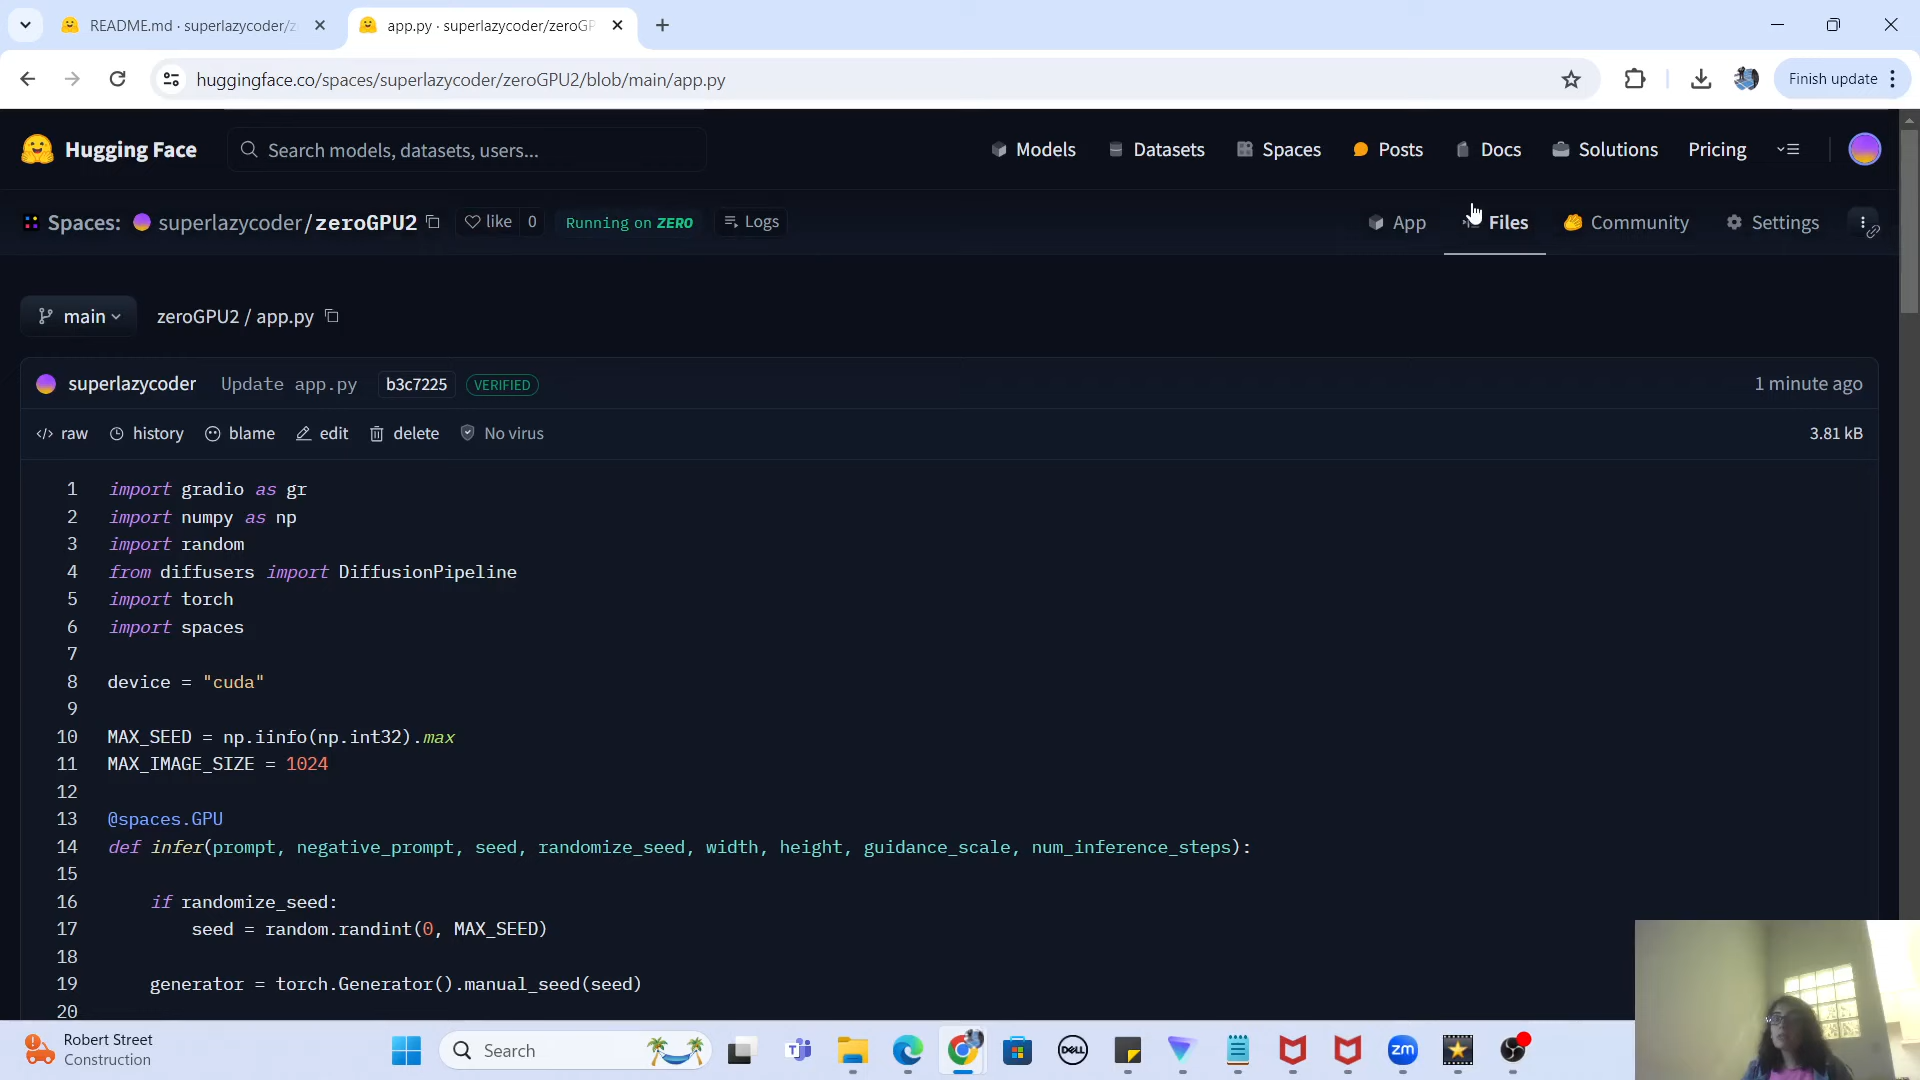 README.md · superlazycoder/z
app.py · superlazycoder/zeroGP
huggingface.co/spaces/superlazycoder/zeroGPU2/blob/main/app.py
Finish update
Hugging Face
Search models, datasets, users...
Models
Datasets
Spaces
Posts
Docs
Solutions
Pricing
Spaces:
superlazycoder/zeroGPU2
like
0
Running on ZERO
Logs
App
Files
Community
Settings
main
zeroGPU2 / app.py
superlazycoder
Update app.py
b3c7225
VERIFIED
1 minute ago
</> raw
history
blame
edit
delete
No virus
3.81 kB
1 import gradio as gr
2 import numpy as np
3 import random
4 from diffusers import DiffusionPipeline
5 import torch
6 import spaces
7
8 device = "cuda"
9
10 MAX_SEED = np.iinfo(np.int32).max
11 MAX_IMAGE_SIZE = 1024
12
13 @spaces.GPU
14 def infer(prompt, negative_prompt, seed, randomize_seed, width, height, guidance_scale, num_inference_steps):
15
16 if randomize_seed:
17 seed = random.randint(0, MAX_SEED)
18
19 generator = torch.Generator().manual_seed(seed)
20
Robert Street
Construction
Search
DELL
zm